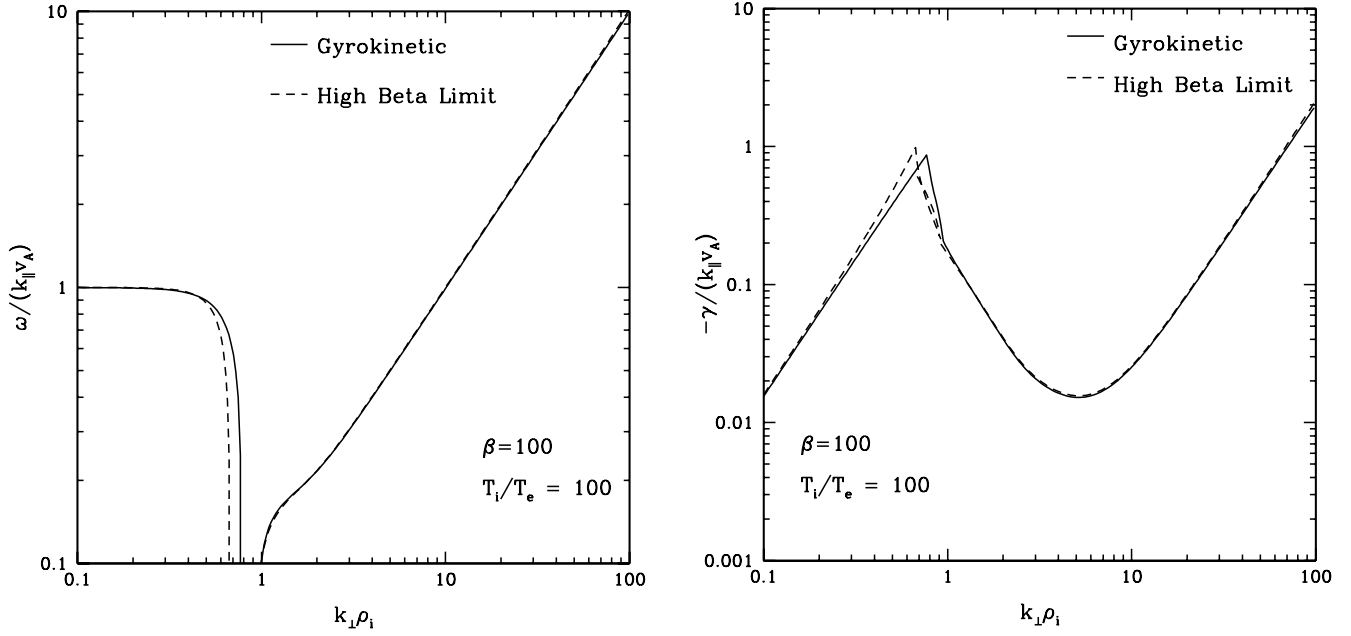 10
1
0.1
ω/(k∥vA)
Gyrokinetic
High Beta Limit
β=100
Ti/Te = 100
0.1
1
10
100
k⊥ρi
10
1
0.1
0.01
0.001
−γ/(k∥vA)
Gyrokinetic
High Beta Limit
β=100
Ti/Te = 100
0.1
1
10
100
k⊥ρi